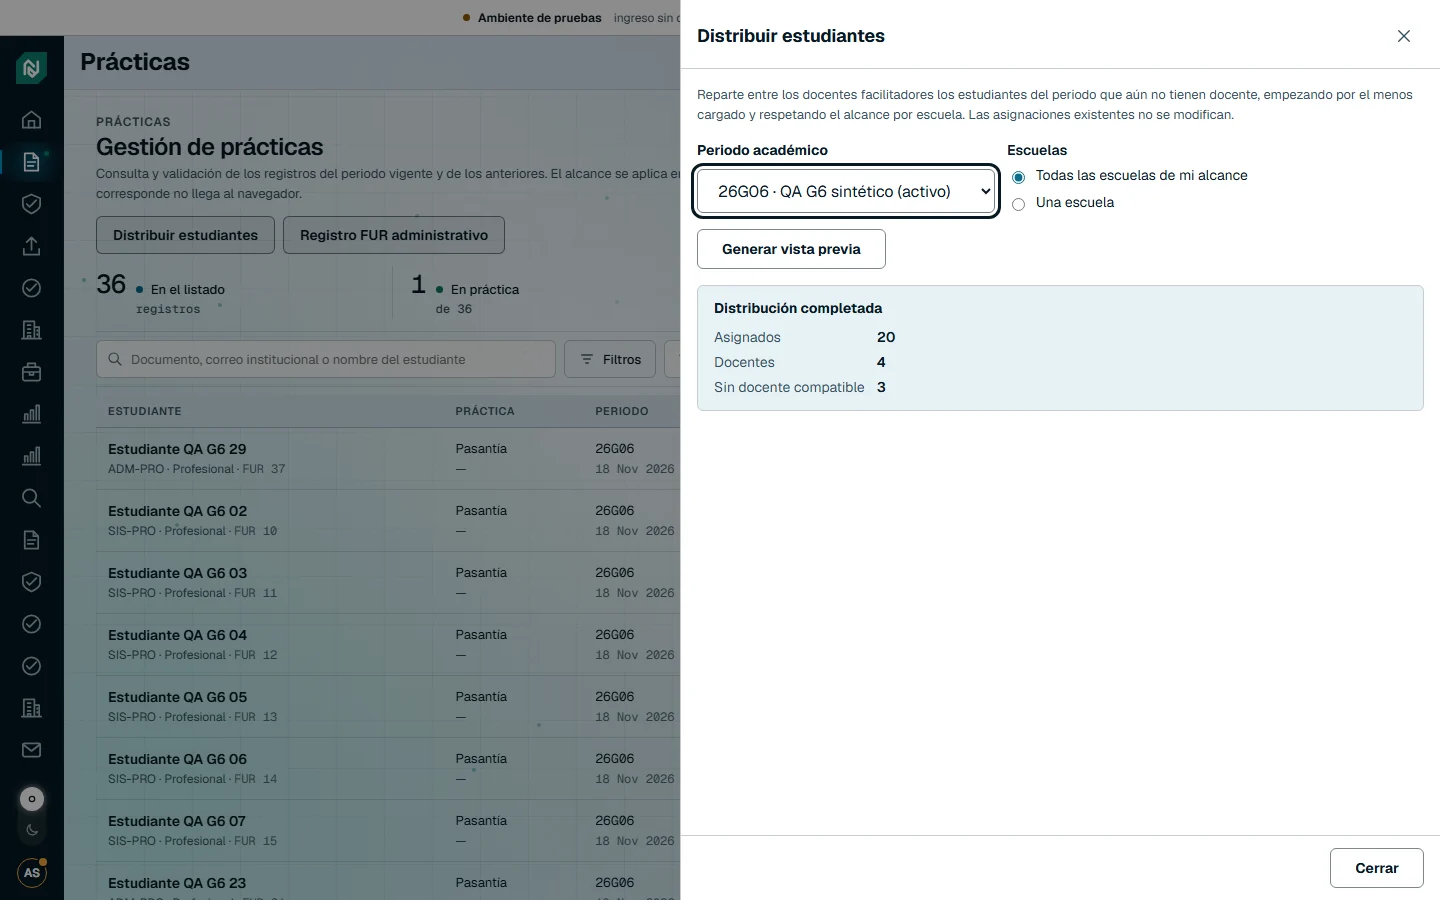 Ambiente de pruebas ingreso sin
Prácticas
PRÁCTICAS
Gestión de prácticas
Consulta y validación de los registros del periodo vigente y de los anteriores. El alcance se aplica
corresponde no llega al navegador.
Distribuir estudiantes
Registro FUR administrativo
36 En el listado
registros
1 En práctica
de 36
Documento, correo institucional o nombre del estudiante
Filtros
ESTUDIANTE PRÁCTICA PERIODO
Estudiante QA G6 29 Pasantía 26G06
ADM-PRO · Profesional · FUR 37 — 18 Nov 2026
Estudiante QA G6 02 Pasantía 26G06
SIS-PRO · Profesional · FUR 10 — 18 Nov 2026
Estudiante QA G6 03 Pasantía 26G06
SIS-PRO · Profesional · FUR 11 — 18 Nov 2026
Estudiante QA G6 04 Pasantía 26G06
SIS-PRO · Profesional · FUR 12 — 18 Nov 2026
Estudiante QA G6 05 Pasantía 26G06
SIS-PRO · Profesional · FUR 13 — 18 Nov 2026
Estudiante QA G6 06 Pasantía 26G06
SIS-PRO · Profesional · FUR 14 — 18 Nov 2026
Estudiante QA G6 07 Pasantía 26G06
SIS-PRO · Profesional · FUR 15 — 18 Nov 2026
Estudiante QA G6 23 Pasantía 26G06
AS
Distribuir estudiantes
Reparte entre los docentes facilitadores los estudiantes del periodo que aún no tienen docente, empezando por el menos
cargado y respetando el alcance por escuela. Las asignaciones existentes no se modifican.
Periodo académico
26G06 · QA G6 sintético (activo)
Escuelas
Todas las escuelas de mi alcance
Una escuela
Generar vista previa
Distribución completada
Asignados 20
Docentes 4
Sin docente compatible 3
Cerrar